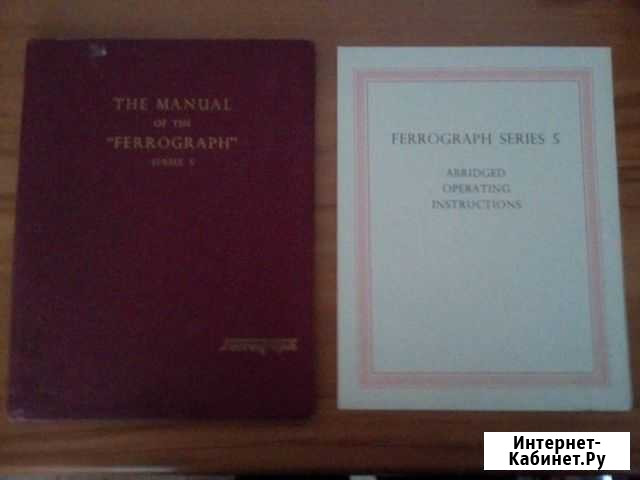 THE MANUAL
OF THE
"FERROGRAPH"
SERIES 5
FERROGRAPH SERIES 5
ABRIDGED
OPERATING
INSTRUCTIONS
Интернет-
Кабинет.Ру